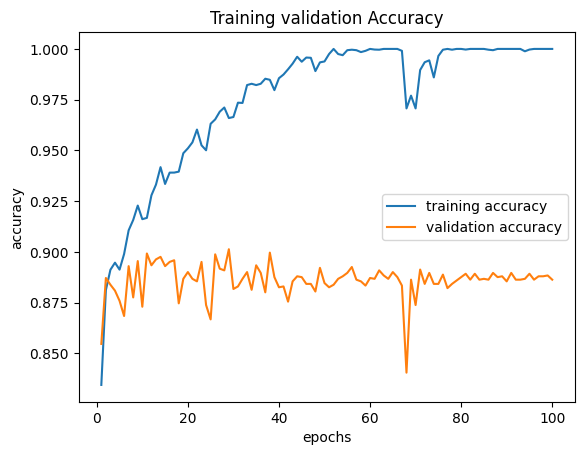 Training validation Accuracy
1.000
0.975
0.950
0.925
0.900
0.875
0.850
accuracy
training accuracy
validation accuracy
0 20 40 60 80 100
epochs